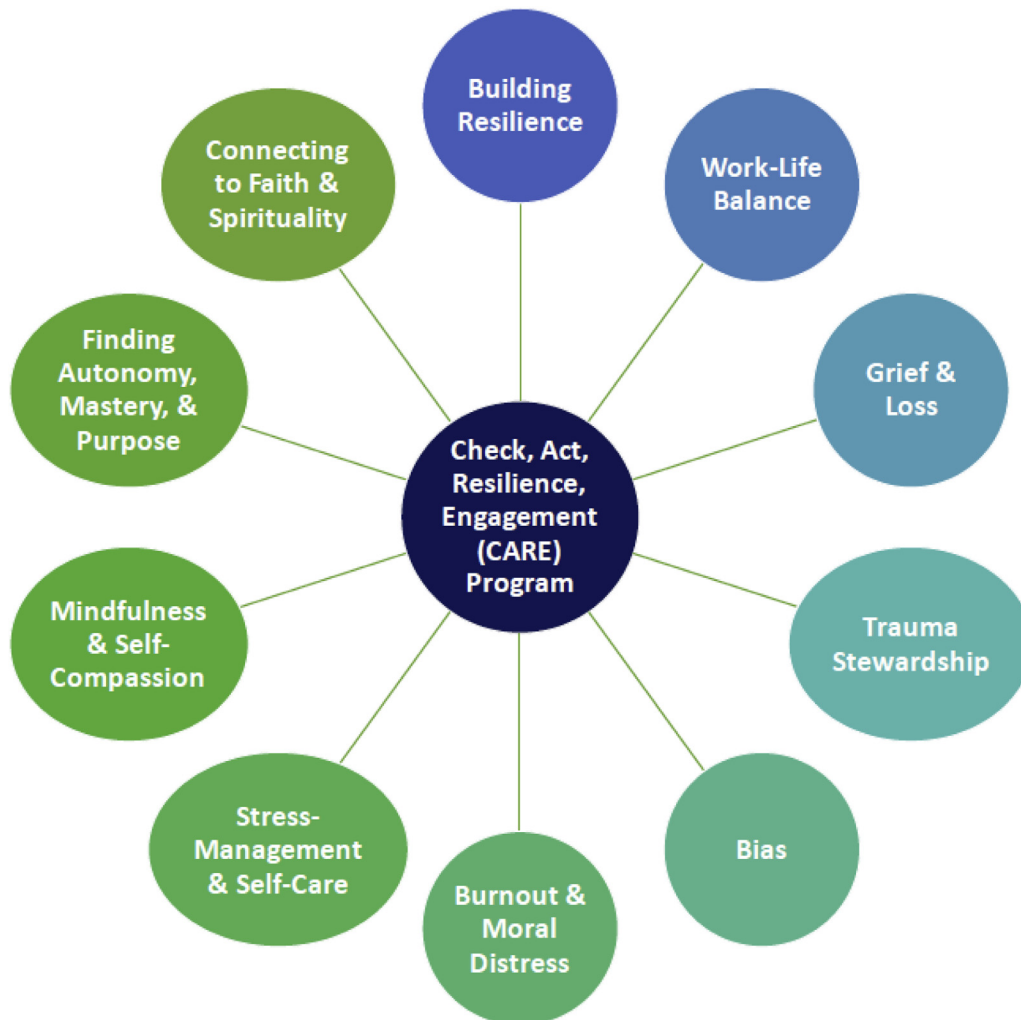 Building
Resilience
Work-Life
Balance
Grief &
Loss
Trauma
Stewardship
Bias
Burnout &
Moral
Distress
Stress-
Management
& Self-Care
Mindfulness
& Self-
Compassion
Finding
Autonomy,
Mastery, &
Purpose
Connecting
to Faith &
Spirituality
Check, Act,
Resilience,
Engagement
(CARE)
Program